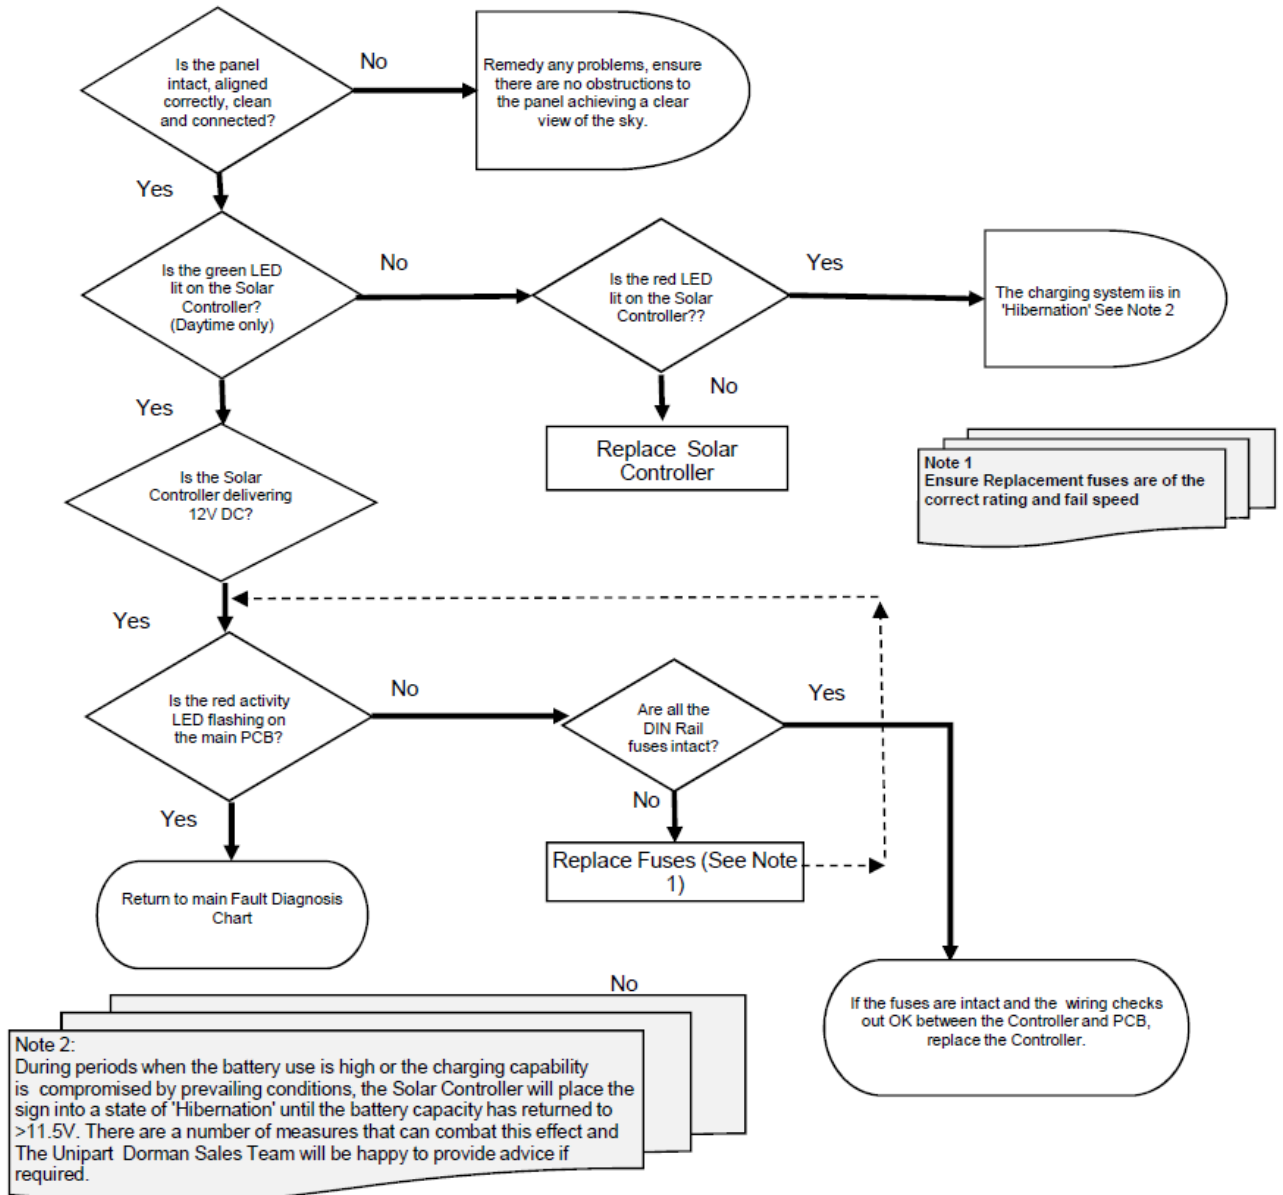 Is the panel
intact, aligned
correctly, clean
and connected?
No
Remedy any problems, ensure
there are no obstructions to
the panel achieving a clear
view of the sky.
Yes
Is the green LED
lit on the Solar
Controller?
(Daytime only)
No
Is the red LED
lit on the Solar
Controller??
Yes
The charging system iis in
'Hibernation' See Note 2
No
Replace Solar
Controller
Yes
Is the Solar
Controller delivering
12V DC?
Note 1
Ensure Replacement fuses are of the
correct rating and fail speed
Yes
Is the red activity
LED flashing on
the main PCB?
No
Are all the
DIN Rail
fuses intact?
Yes
No
Replace Fuses (See Note
1)
Yes
Return to main Fault Diagnosis
Chart
If the fuses are intact and the wiring checks
out OK between the Controller and PCB,
replace the Controller.
No
Note 2:
During periods when the battery use is high or the charging capability
is compromised by prevailing conditions, the Solar Controller will place the
sign into a state of 'Hibernation' until the battery capacity has returned to
>11.5V. There are a number of measures that can combat this effect and
The Unipart Dorman Sales Team will be happy to provide advice if
required.